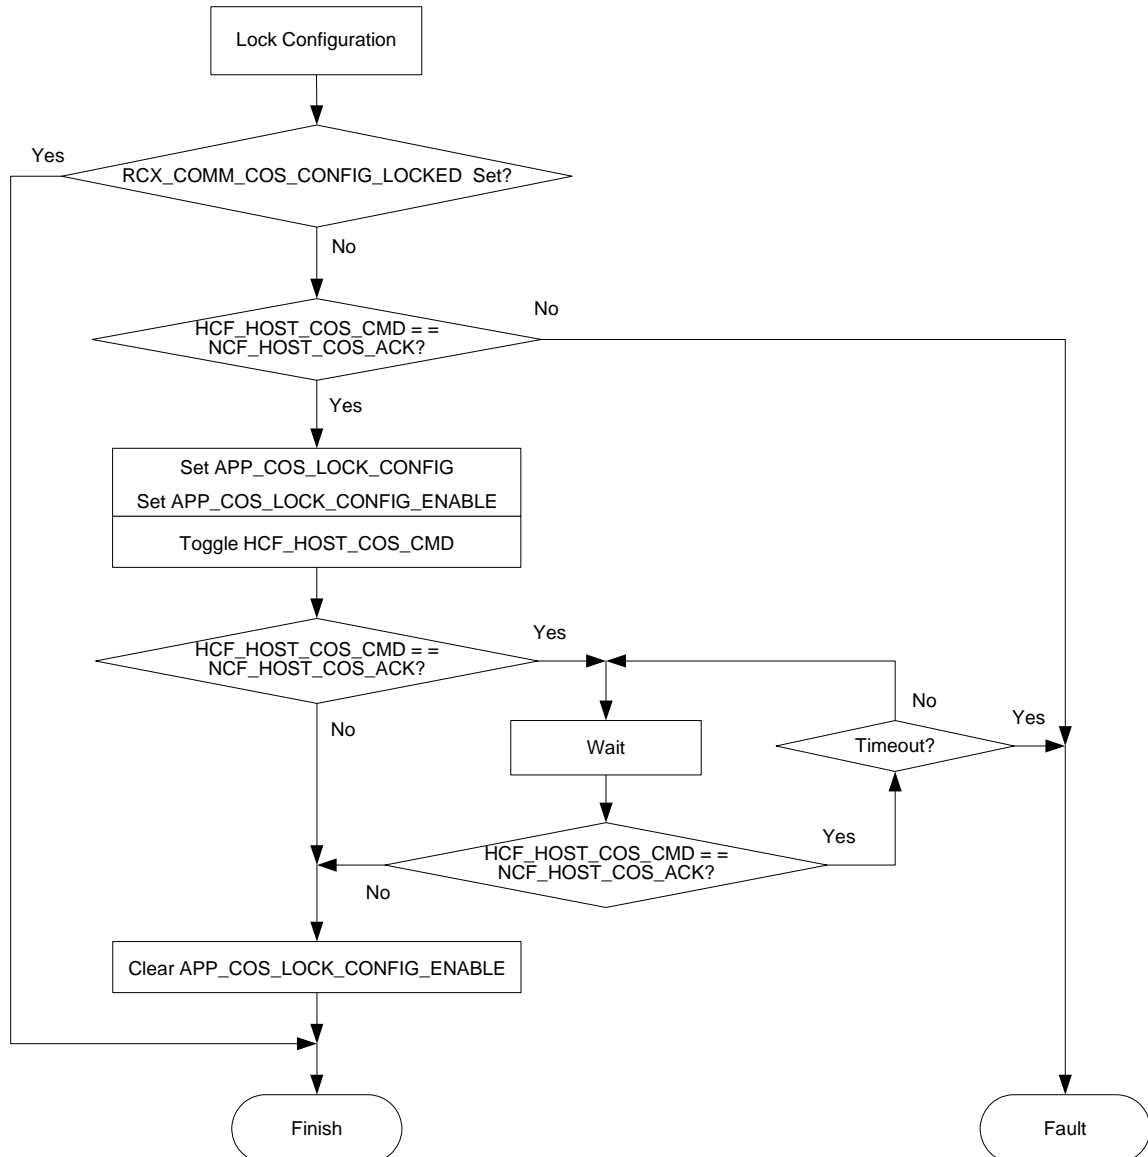 Lock Configuration
Yes
RCX_COMM_COS_CONFIG_LOCKED Set?
No
No
HCF_HOST_COS_CMD = =
NCF_HOST_COS_ACK?
Yes
Set APP_COS_LOCK_CONFIG
Set APP_COS_LOCK_CONFIG_ENABLE
Toggle HCF_HOST_COS_CMD
Yes
HCF_HOST_COS_CMD = =
NCF_HOST_COS_ACK?
No
No
Yes
Wait
Timeout?
Yes
HCF_HOST_COS_CMD = =
NCF_HOST_COS_ACK?
No
Clear APP_COS_LOCK_CONFIG_ENABLE
Finish
Fault